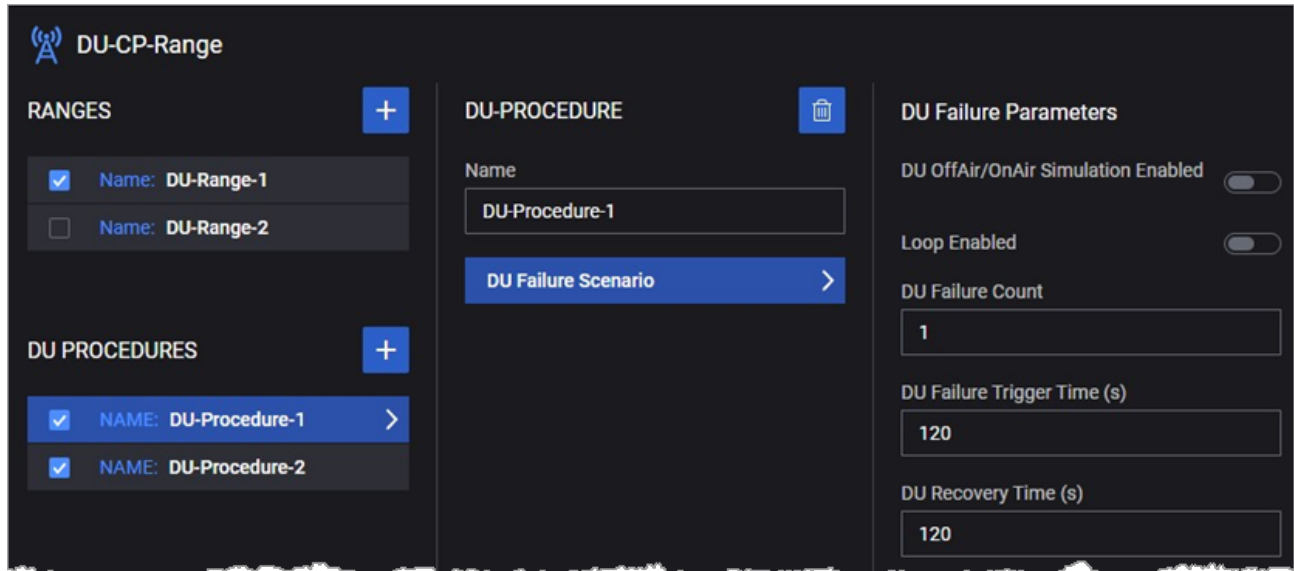 DU-CP-Range
RANGES
Name: DU-Range-1
Name: DU-Range-2
DU PROCEDURES
NAME: DU-Procedure-1
NAME: DU-Procedure-2
DU-PROCEDURE
Name
DU-Procedure-1
DU Failure Scenario
DU Failure Parameters
DU OffAir/OnAir Simulation Enabled
Loop Enabled
DU Failure Count
1
DU Failure Trigger Time (s)
120
DU Recovery Time (s)
120